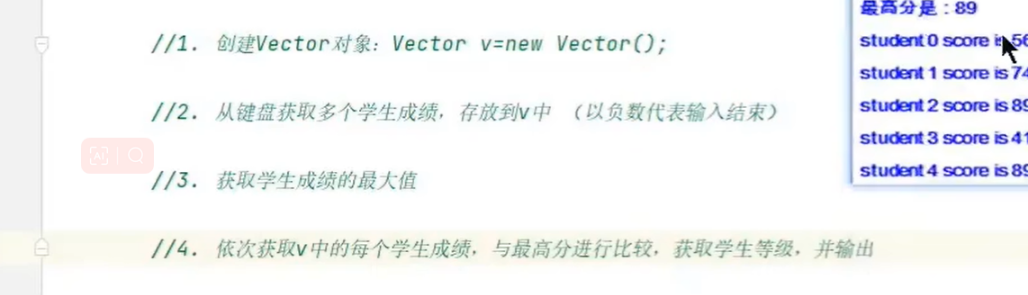 //1. 创建Vector对象：Vector v=new Vector();
//2. 从键盘获取多个学生成绩，存放到v中 （以负数代表输入结束）
//3. 获取学生成绩的最大值
//4. 依次获取v中的每个学生成绩，与最高分进行比较，获取学生等级，并输出
最高分是：89
student 0 score is 56
student 1 score is 74
student 2 score is 89
student 3 score is 41
student 4 score is 89